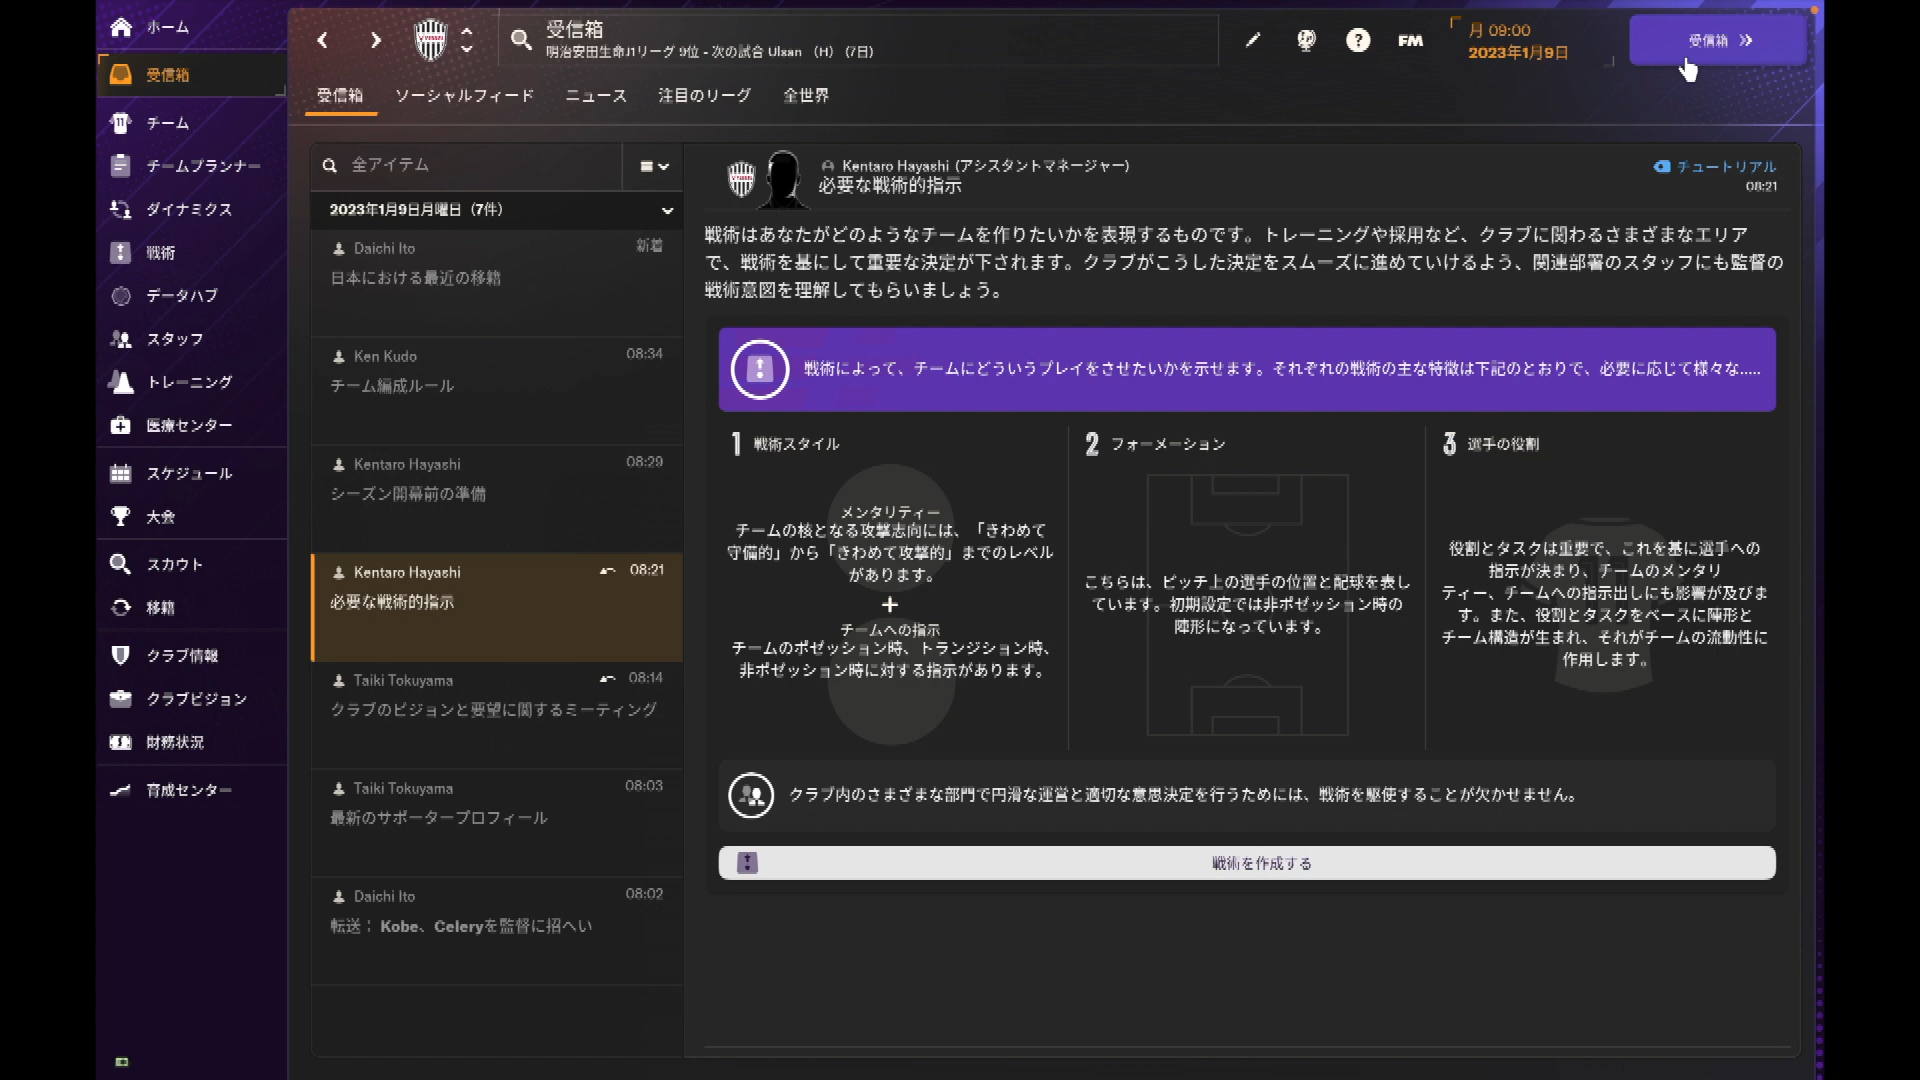 ホーム
受信箱
チーム
チームプランナー
ダイナミクス
戦術
データハブ
スタッフ
トレーニング
医療センター
スケジュール
大会
スカウト
移籍
クラブ情報
クラブビジョン
財務状況
育成センター
受信箱
明治安田生命J1リーグ 9位 - 次の試合 Ulsan （H）（7日）
?
FM
月 09:00
2023年1月9日
受信箱
受信箱 ソーシャルフィード ニュース 注目のリーグ 全世界
全アイテム
2023年1月9日月曜日（7件）
Daichi Ito 新着
日本における最近の移籍
Ken Kudo 08:34
チーム編成ルール
Kentaro Hayashi 08:29
シーズン開幕前の準備
Kentaro Hayashi 08:21
必要な戦術的指示
Taiki Tokuyama 08:14
クラブのビジョンと要望に関するミーティング
Taiki Tokuyama 08:03
最新のサポータープロフィール
Daichi Ito 08:02
転送： Kobe、Celeryを監督に招へい
Kentaro Hayashi (アシスタントマネージャー)
必要な戦術的指示
チュートリアル
08:21
戦術はあなたがどのようなチームを作りたいかを表現するものです。トレーニングや採用など、クラブに関わるさまざまなエリア
で、戦術を基にして重要な決定が下されます。クラブがこうした決定をスムーズに進めていけるよう、関連部署のスタッフにも監督の
戦術意図を理解してもらいましょう。
戦術によって、チームにどういうプレイをさせたいかを示せます。それぞれの戦術の主な特徴は下記のとおりで、必要に応じて様々な.....
1 戦術スタイル
メンタリティー
チームの核となる攻撃志向には、「きわめて
守備的」から「きわめて攻撃的」までのレベル
があります。
+
チームへの指示
チームのポゼッション時、トランジション時、
非ポゼッション時に対する指示があります。
2 フォーメーション
こちらは、ピッチ上の選手の位置と配球を表し
ています。初期設定では非ポゼッション時の
陣形になっています。
3 選手の役割
役割とタスクは重要で、これを基に選手への
指示が決まり、チームのメンタリ
ティー、チームへの指示出しにも影響が及びま
す。また、役割とタスクをベースに陣形と
チーム構造が生まれ、それがチームの流動性に
作用します。
クラブ内のさまざまな部門で円滑な運営と適切な意思決定を行うためには、戦術を駆使することが欠かせません。
戦術を作成する